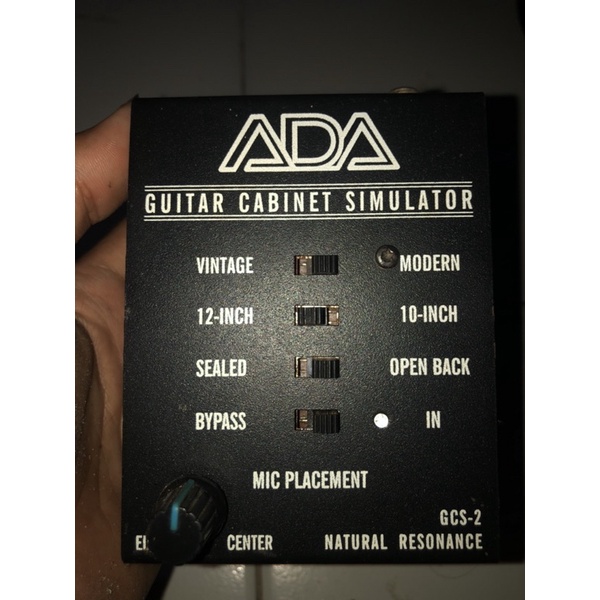 ADA
GUITAR CABINET SIMULATOR
VINTAGE MODERN
12-INCH 10-INCH
SEALED OPEN BACK
BYPASS IN
MIC PLACEMENT
GCS-2
CENTER NATURAL RESONANCE